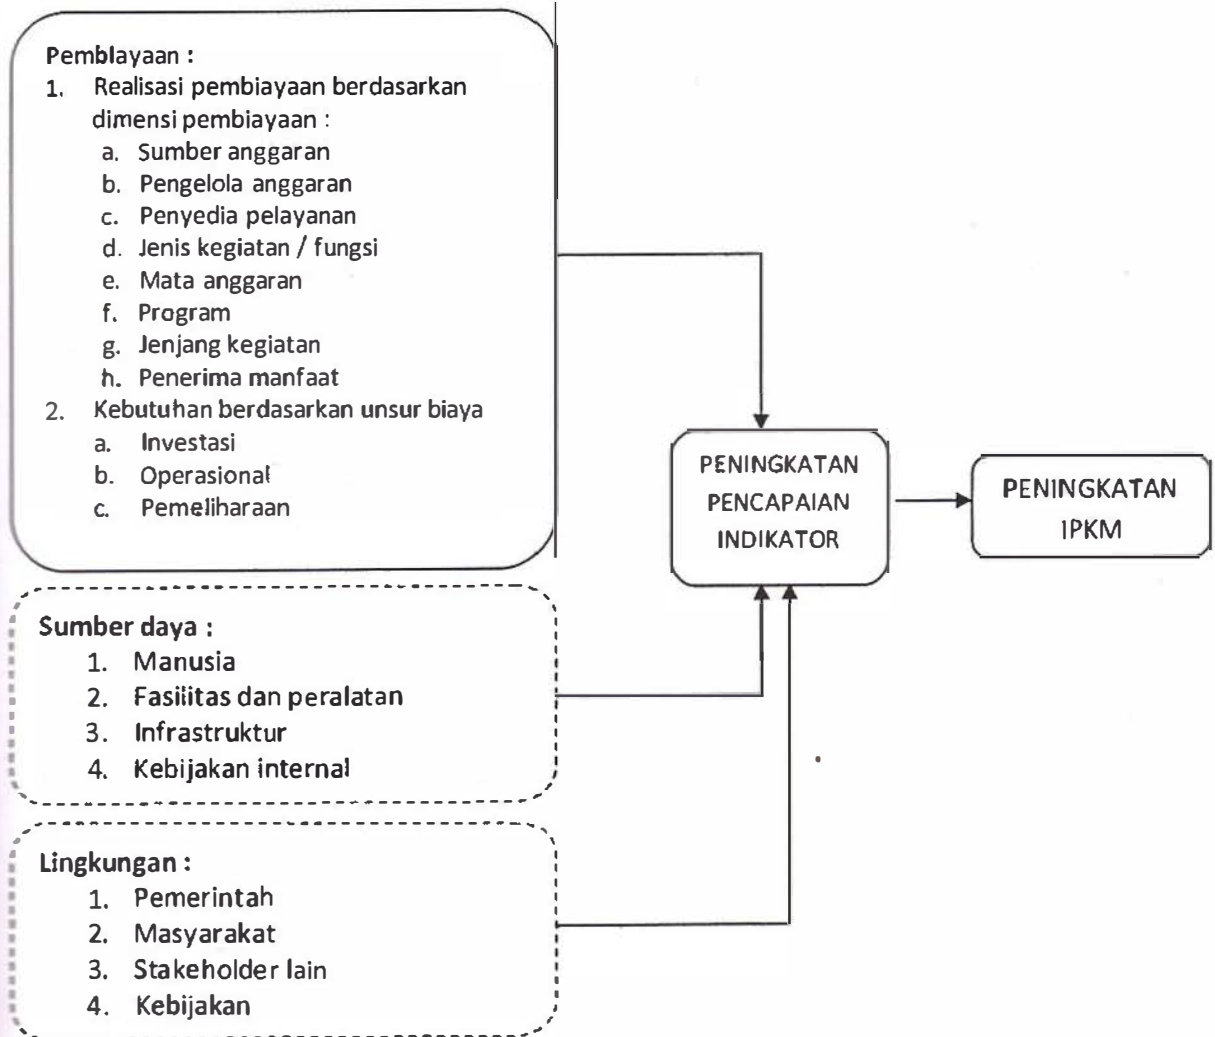 Pemblayaan :
1. Realisasi pembiayaan berdasarkan
dimensi pembiayaan :
a. Sumber anggaran
b. Pengelola anggaran
c. Penyedia pelayanan
d. Jenis kegiatan / fungsi
e. Mata anggaran
f. Program
g. Jenjang kegiatan
h. Penerima manfaat
2. Kebutuhan berdasarkan unsur biaya
a. Investasi
b. Operasional
c. Pemeliharaan
Sumber daya :
1. Manusia
2. Fasilitas dan peralatan
3. Infrastruktur
4. Kebijakan internal
Lingkungan :
1. Pemerintah
2. Masyarakat
3. Stakeholder lain
4. Kebijakan
PENINGKATAN
PENCAPAIAN
INDIKATOR
PENINGKATAN
IPKM